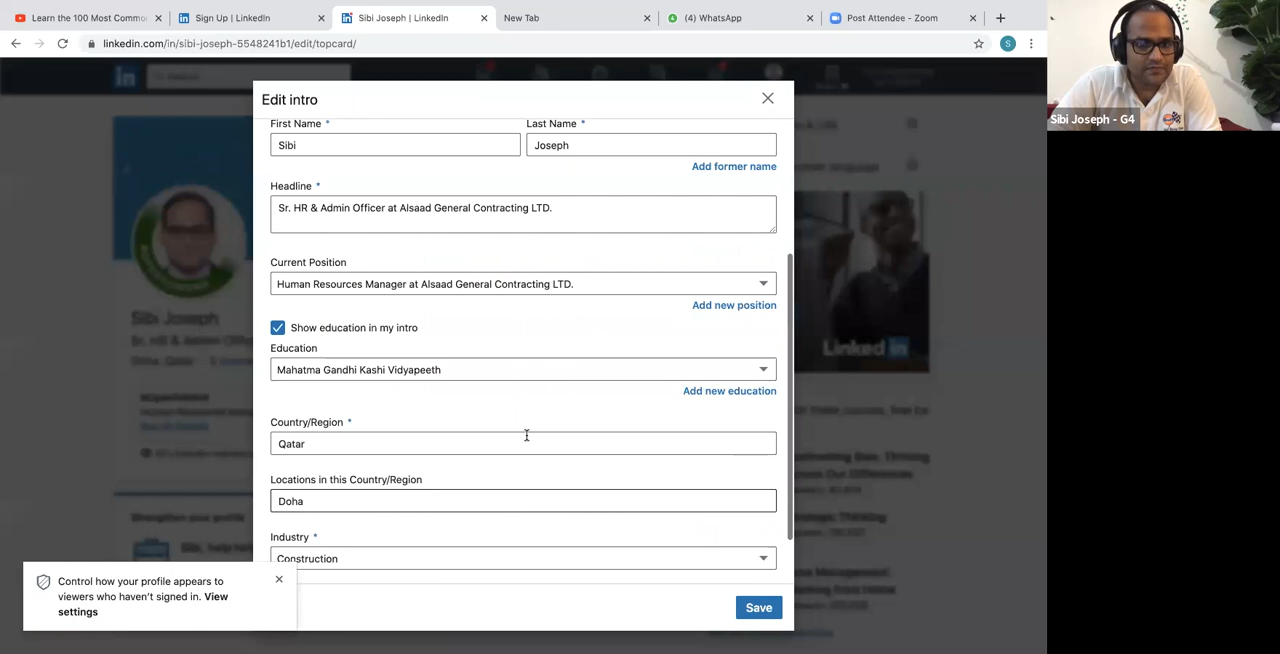 Learn the 100 Most Commo
Sign Up | LinkedIn
Sibi Joseph | LinkedIn
New Tab
(4) WhatsApp
Post Attendee - Zoom
linkedin.com/in/sibi-joseph-5548241b1/edit/topcard/
S
Sibi Joseph - G4
Edit intro
First Name *
Last Name *
Sibi
Joseph
Add former name
Headline *
Sr. HR & Admin Officer at Alsaad General Contracting LTD.
Current Position
Human Resources Manager at Alsaad General Contracting LTD.
Add new position
Show education in my intro
Education
Mahatma Gandhi Kashi Vidyapeeth
Add new education
Country/Region *
Qatar
Locations in this Country/Region
Doha
Industry *
Construction
Save
Control how your profile appears to
viewers who haven't signed in. View
settings
Sibi Joseph
Linked in